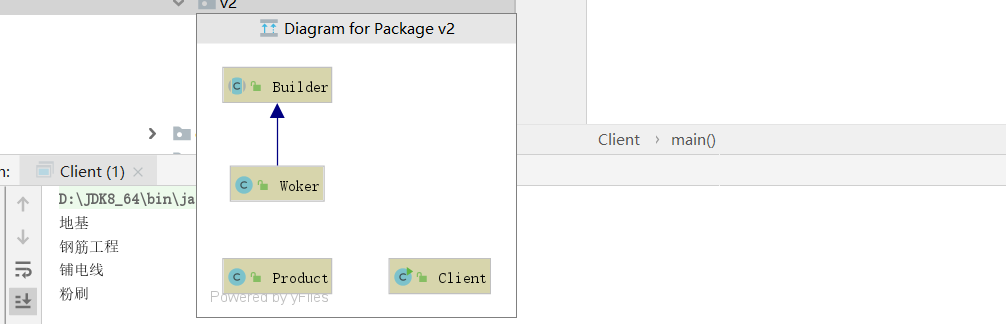 v2
Diagram for Package v2
Builder
Woker
Product
Client
Powered by yFiles
Client › main()
n:
Client (1) ×
D:\JDK8_64\bin\ja
地基
钢筋工程
铺电线
粉刷